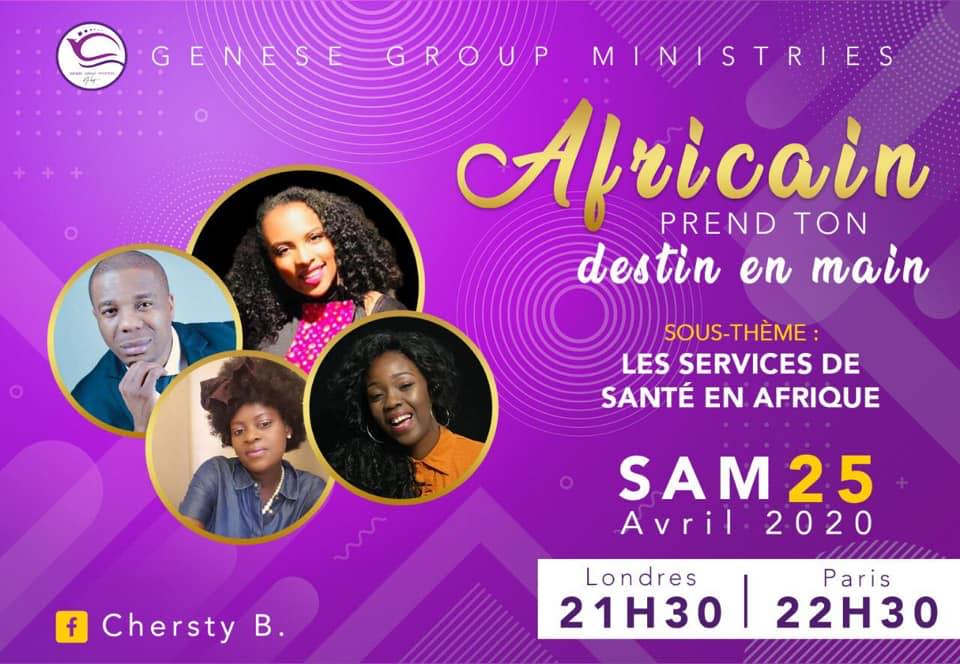 GENESE GROUP MINISTRIES
Africain
PREND TON
destin en main
SOUS-THÈME :
LES SERVICES DE
SANTÉ EN AFRIQUE
SAM 25
Avril 2020
Londres
21H30
Paris
22H30
Chersty B.